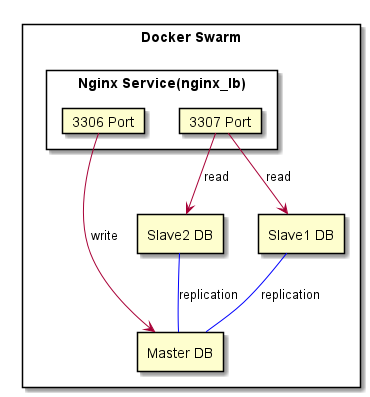 Docker Swarm
Nginx Service(nginx_lb)
3306 Port
3307 Port
read
read
Slave2 DB
Slave1 DB
write
replication
replication
Master DB